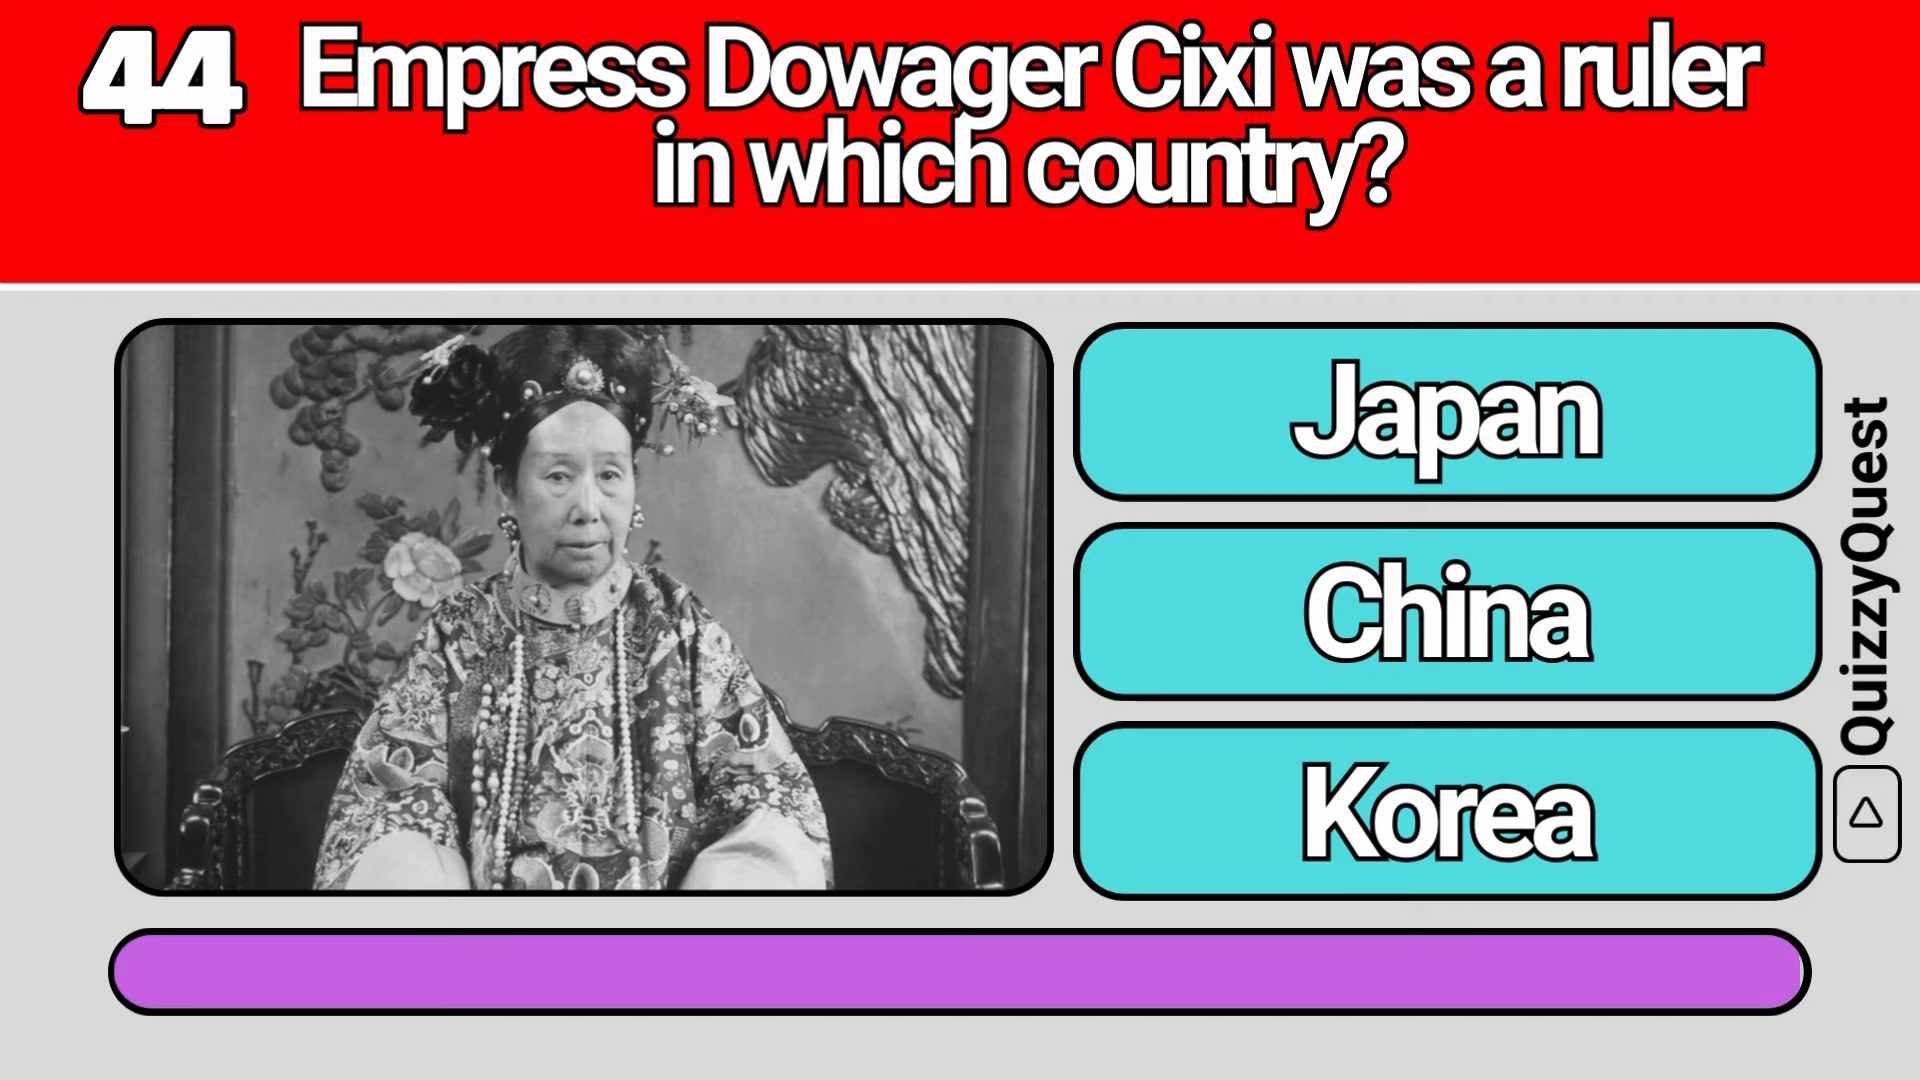 44
Empress Dowager Cixi was a ruler
in which country?
Japan
China
Korea
QuizzyQuest